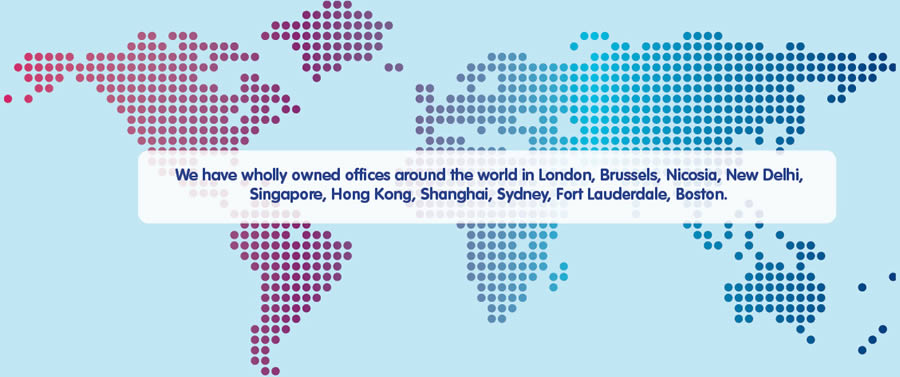 We have wholly owned offices around the world in London, Brussels, Nicosia, New Delhi,
Singapore, Hong Kong, Shanghai, Sydney, Fort Lauderdale, Boston.